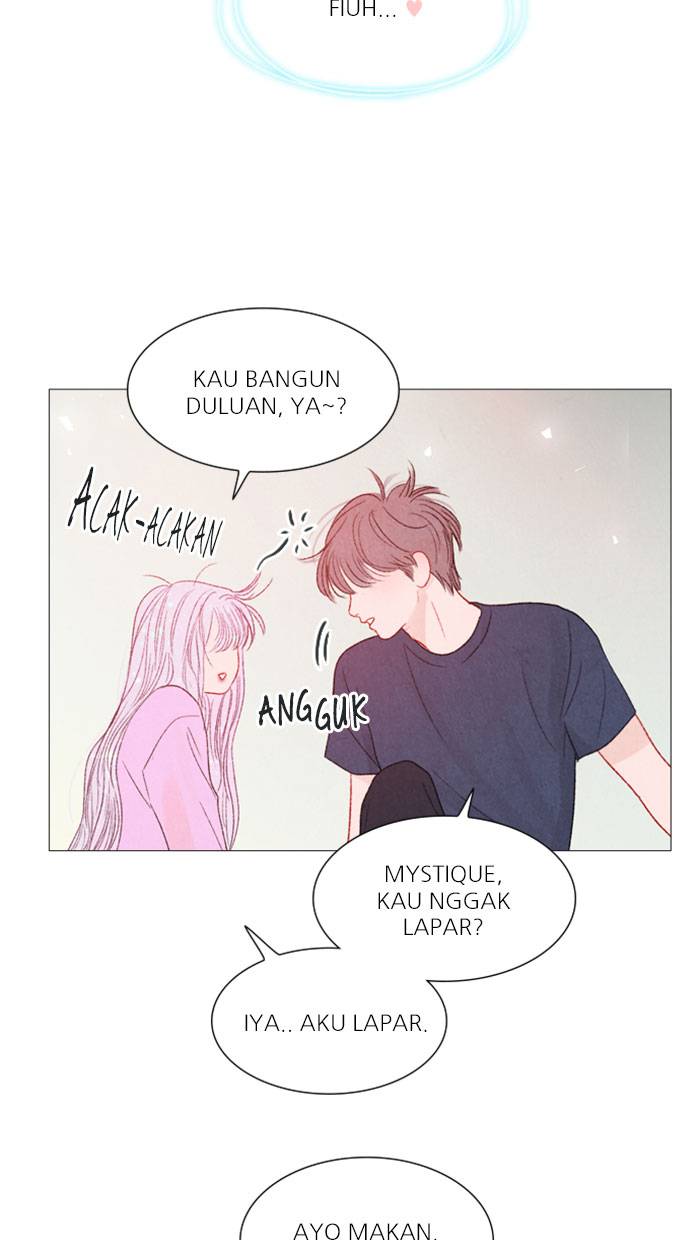 FIUH... ♥
KAU BANGUN
DULUAN, YA~?
ACAK-ACAKAN
ANGGUK
MYSTIQUE,
KAU NGGAK
LAPAR?
IYA.. AKU LAPAR.
AYO MAKAN.